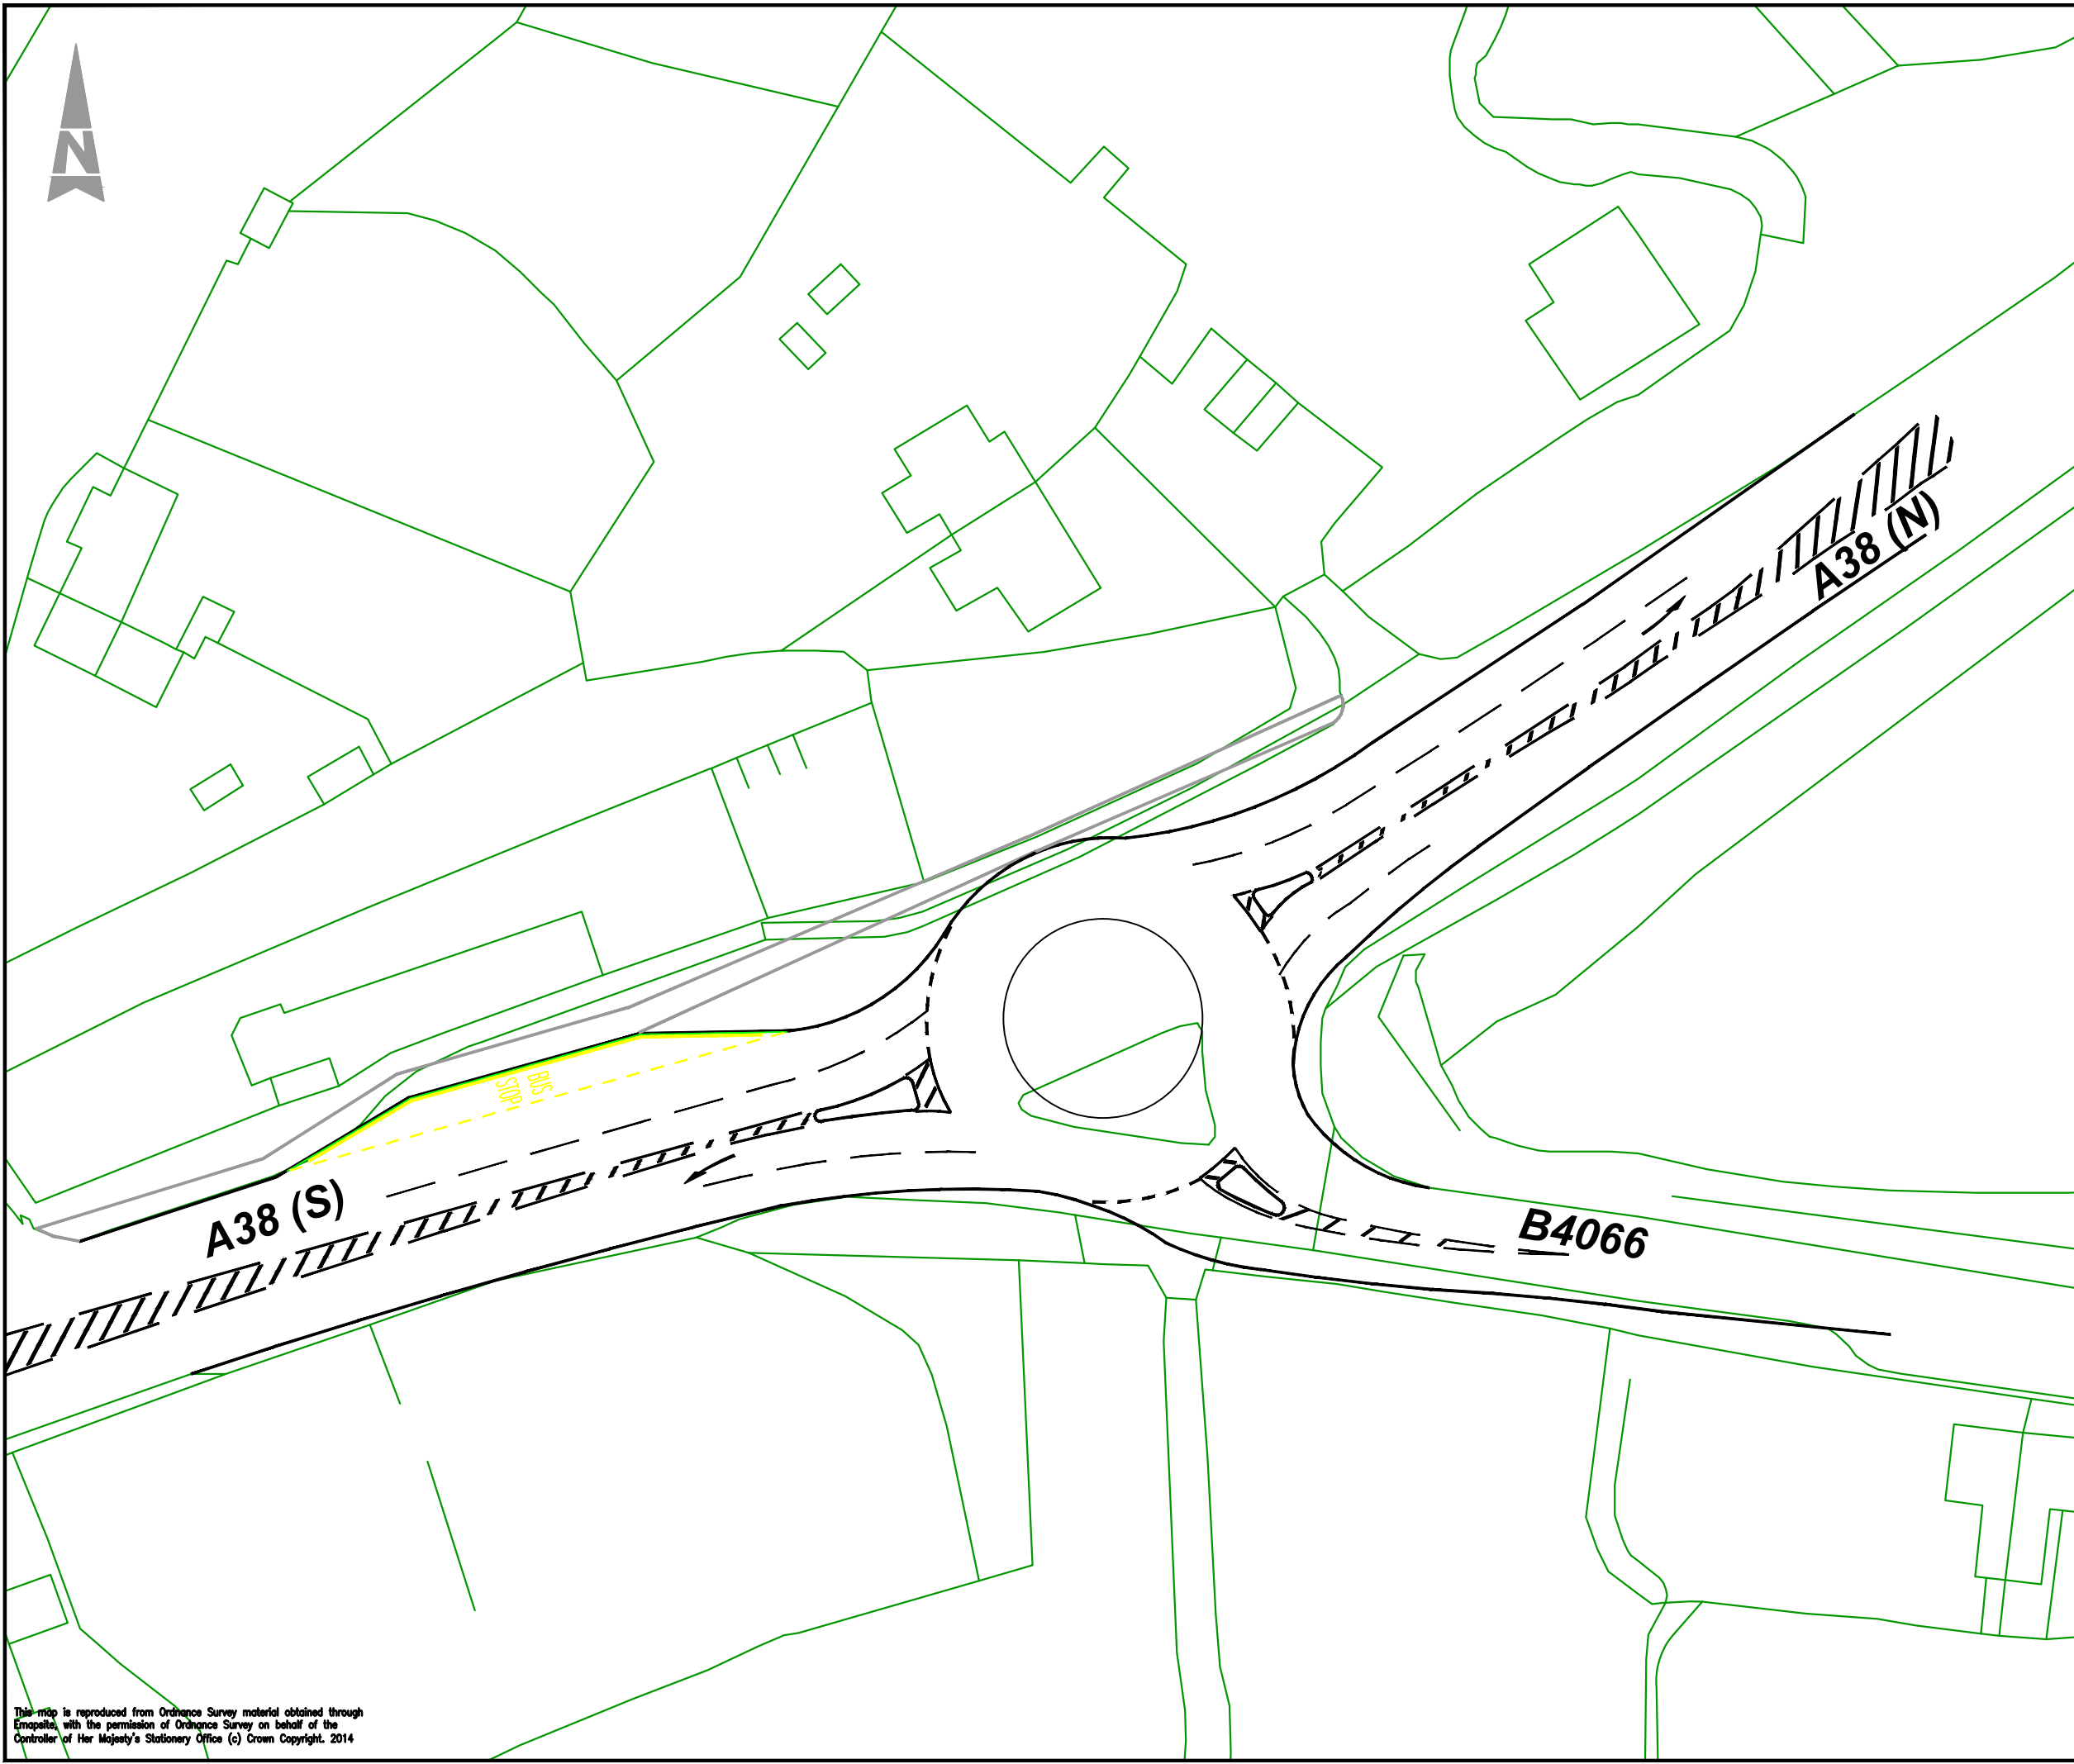 N
A38 (N)
BUS
STOP
A38 (S)
B4066
This map is reproduced from Ordnance Survey material obtained through
Emapsite, with the permission of Ordnance Survey on behalf of the
Controller of Her Majesty's Stationery Office (c) Crown Copyright. 2014